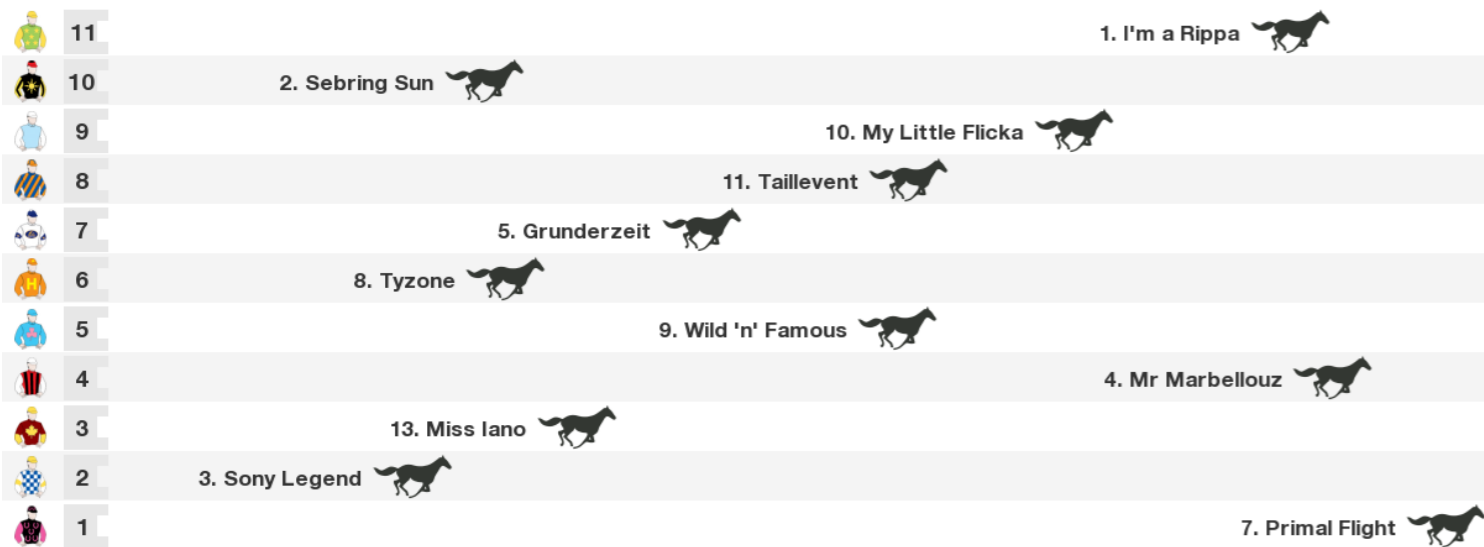 11 1. I'm a Rippa
10 2. Sebring Sun
9 10. My Little Flicka
8 11. Taillevent
7 5. Grunderzeit
6 8. Tyzone
5 9. Wild 'n' Famous
4 4. Mr Marbellouz
3 13. Miss Iano
2 3. Sony Legend
1 7. Primal Flight